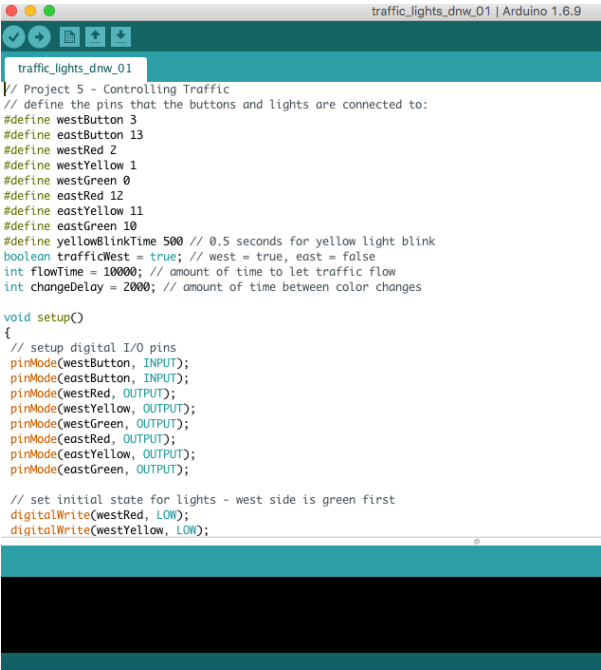 traffic_lights_dnw_01 | Arduino 1.6.9
traffic_lights_dnw_01
// Project 5 - Controlling Traffic
// define the pins that the buttons and lights are connected to:
#define westButton 3
#define eastButton 13
#define westRed 2
#define westYellow 1
#define westGreen 0
#define eastRed 12
#define eastYellow 11
#define eastGreen 10
#define yellowBlinkTime 500 // 0.5 seconds for yellow light blink
boolean trafficWest = true; // west = true, east = false
int flowTime = 10000; // amount of time to let traffic flow
int changeDelay = 2000; // amount of time between color changes

void setup()
{
 // setup digital I/O pins
 pinMode(westButton, INPUT);
 pinMode(eastButton, INPUT);
 pinMode(westRed, OUTPUT);
 pinMode(westYellow, OUTPUT);
 pinMode(westGreen, OUTPUT);
 pinMode(eastRed, OUTPUT);
 pinMode(eastYellow, OUTPUT);
 pinMode(eastGreen, OUTPUT);

 // set initial state for lights - west side is green first
 digitalWrite(westRed, LOW);
 digitalWrite(westYellow, LOW);